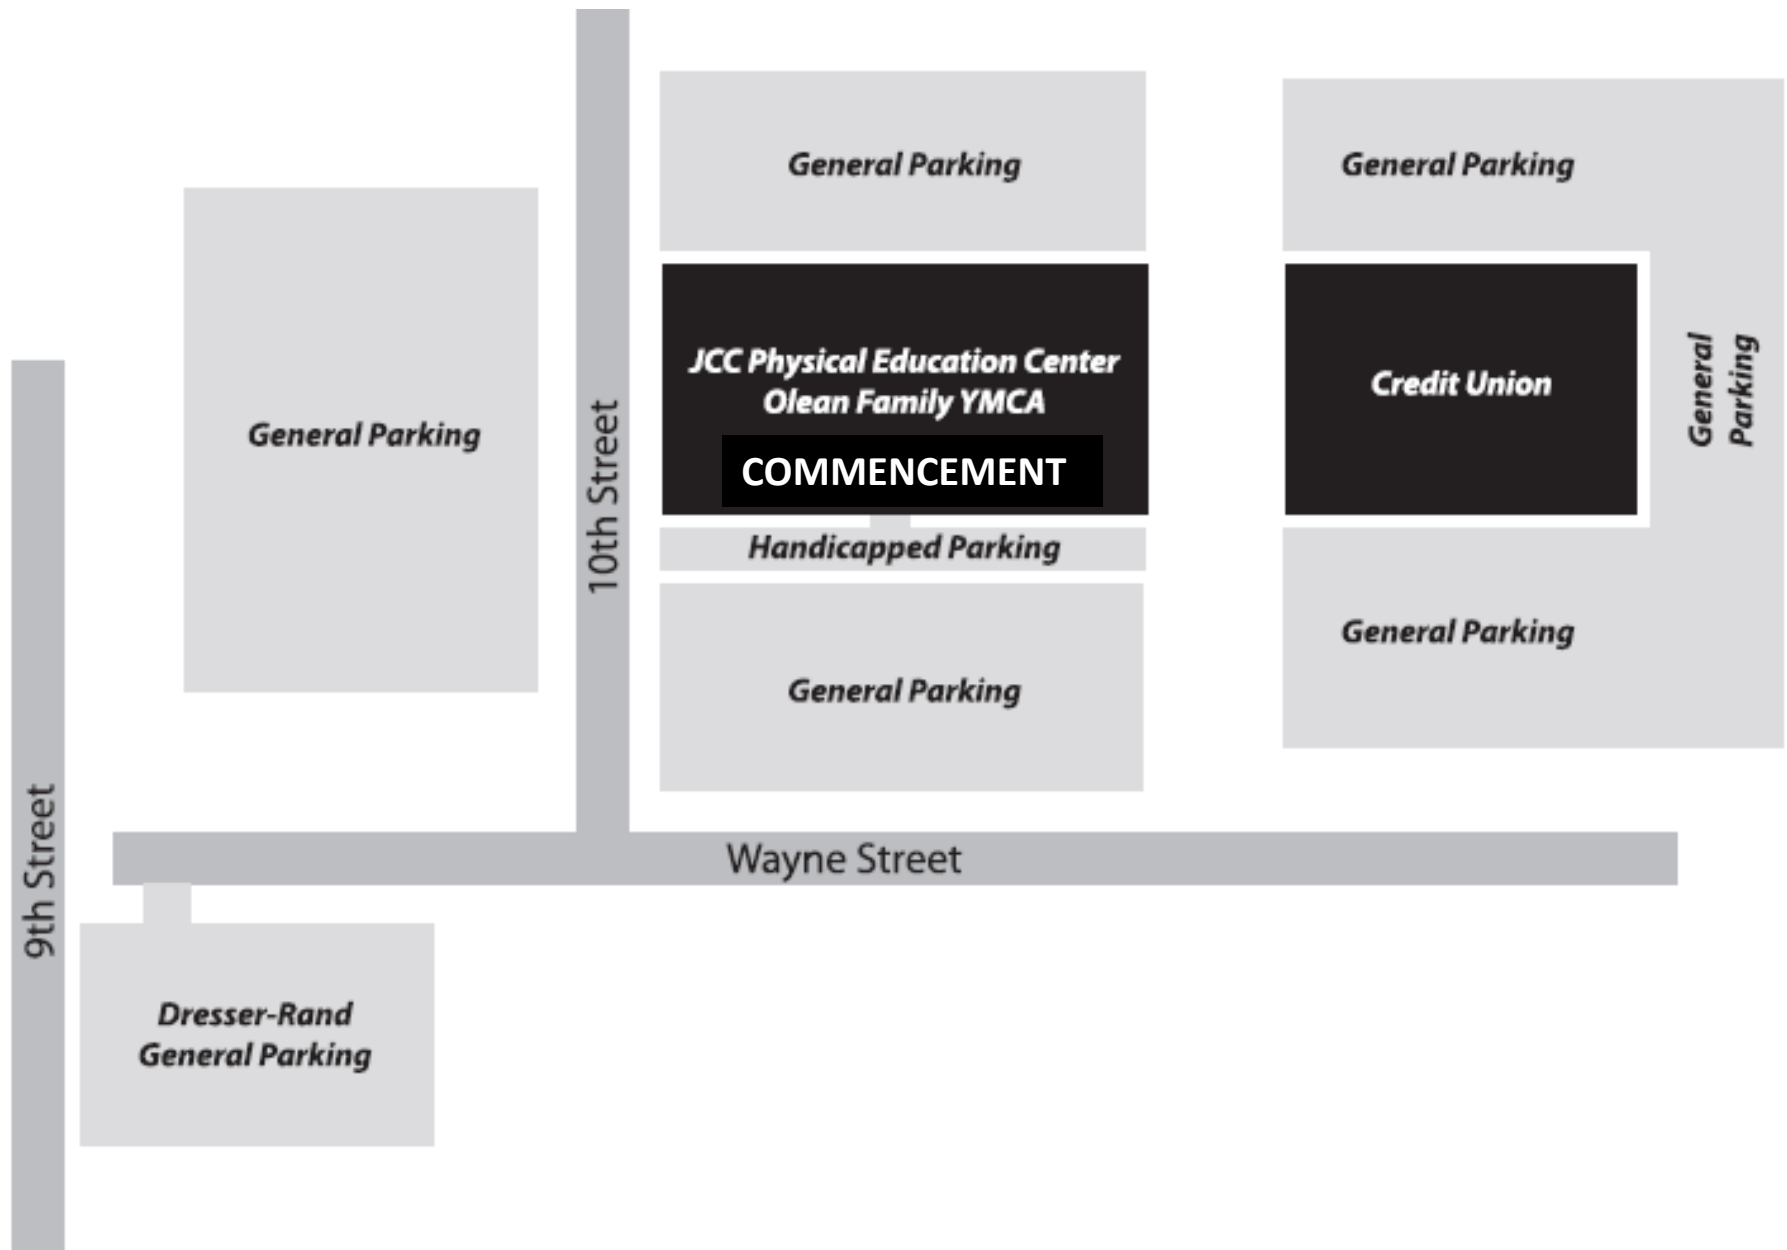 General Parking
General Parking
General Parking
JCC Physical Education Center
Olean Family YMCA
COMMENCEMENT
Credit Union
General
Parking
10th Street
Handicapped Parking
General Parking
General Parking
Wayne Street
9th Street
Dresser-Rand
General Parking